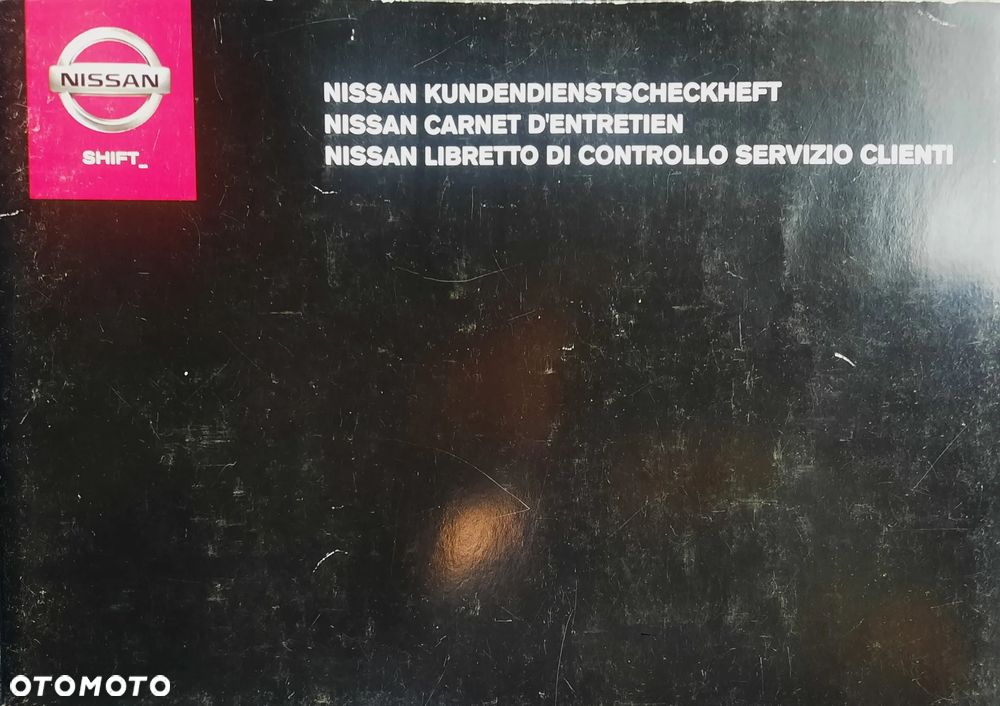 NISSAN
SHIFT_
NISSAN KUNDENDIENSTSCHECKHEFT
NISSAN CARNET D'ENTRETIEN
NISSAN LIBRETTO DI CONTROLLO SERVIZIO CLIENTI
OTOMOTO